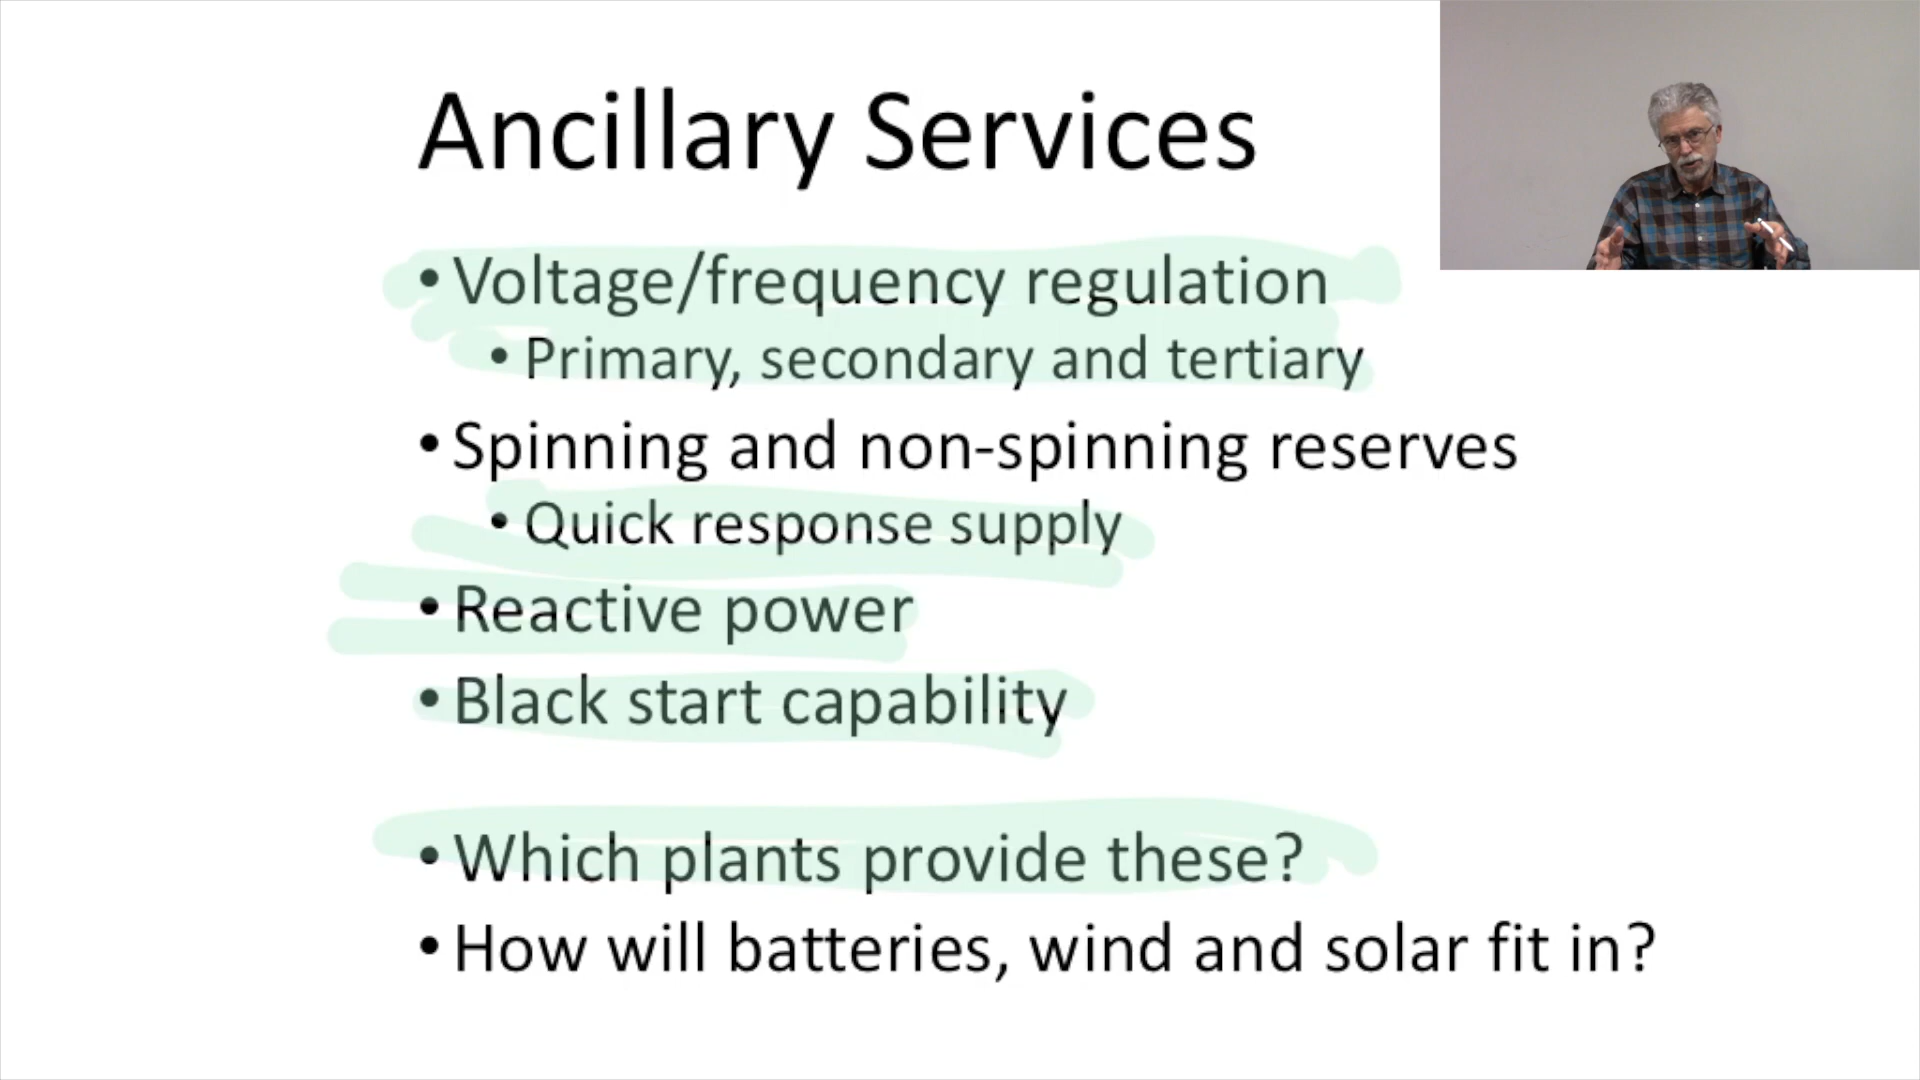 Ancillary Services
• Voltage/frequency regulation
• Primary, secondary and tertiary
• Spinning and non-spinning reserves
• Quick response supply
• Reactive power
• Black start capability
• Which plants provide these?
• How will batteries, wind and solar fit in?